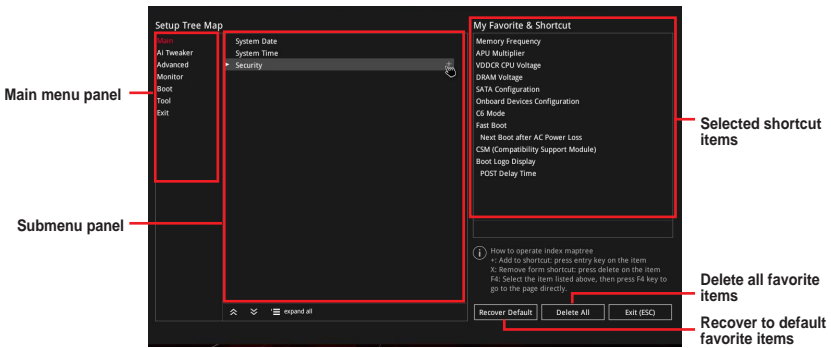 Setup Tree Map
Main
Ai Tweaker
Advanced
Monitor
Boot
Tool
Exit
System Date
System Time
Security
expand all
My Favorite & Shortcut
Memory Frequency
APU Multiplier
VDDCR CPU Voltage
DRAM Voltage
SATA Configuration
Onboard Devices Configuration
C6 Mode
Fast Boot
Next Boot after AC Power Loss
CSM (Compatibility Support Module)
Boot Logo Display
POST Delay Time
How to operate index maptree
+: Add to shortcut: press entry key on the item
X: Remove form shortcut: press delete on the item
F4: Select the item listed above, then press F4 key to
go to the page directly.
Recover Default
Delete All
Exit (ESC)
Main menu panel
Submenu panel
Selected shortcut
items
Delete all favorite
items
Recover to default
favorite items